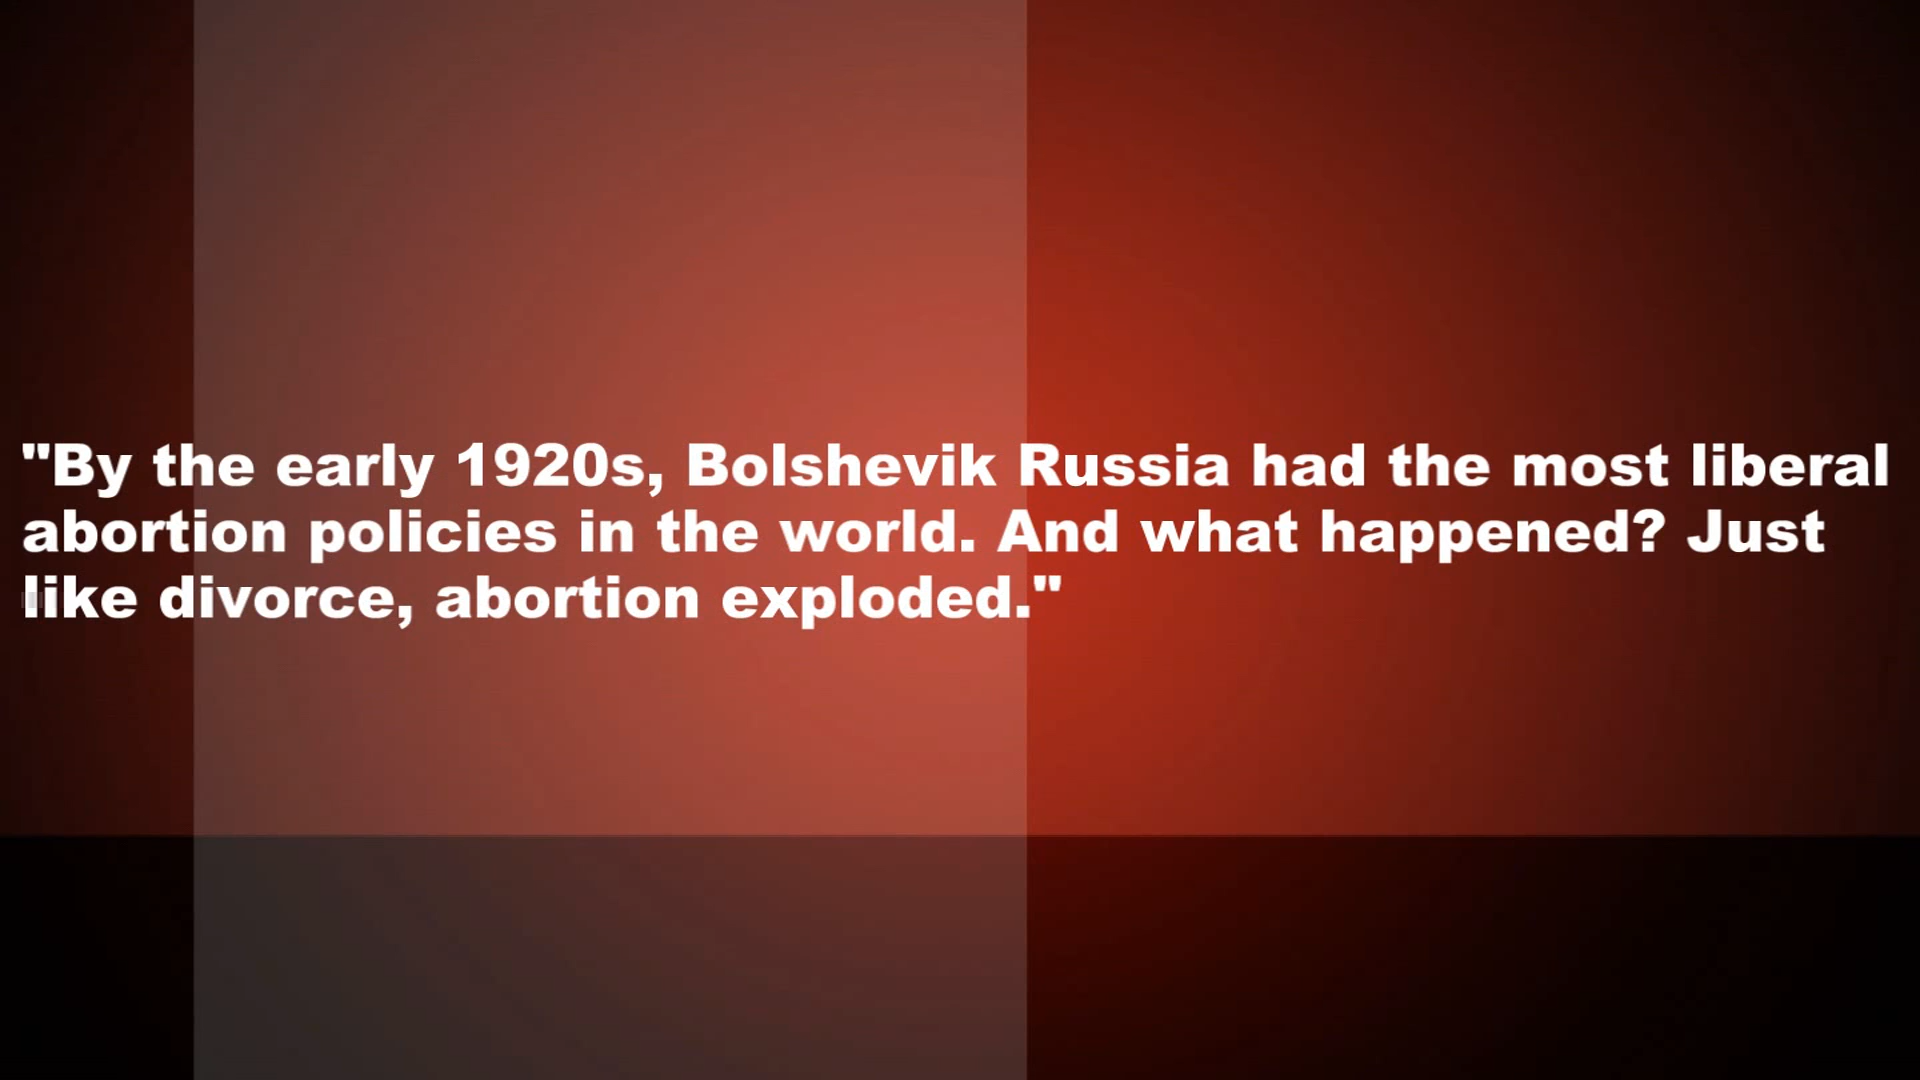 "By the early 1920s, Bolshevik Russia had the most liberal
abortion policies in the world. And what happened? Just
like divorce, abortion exploded."